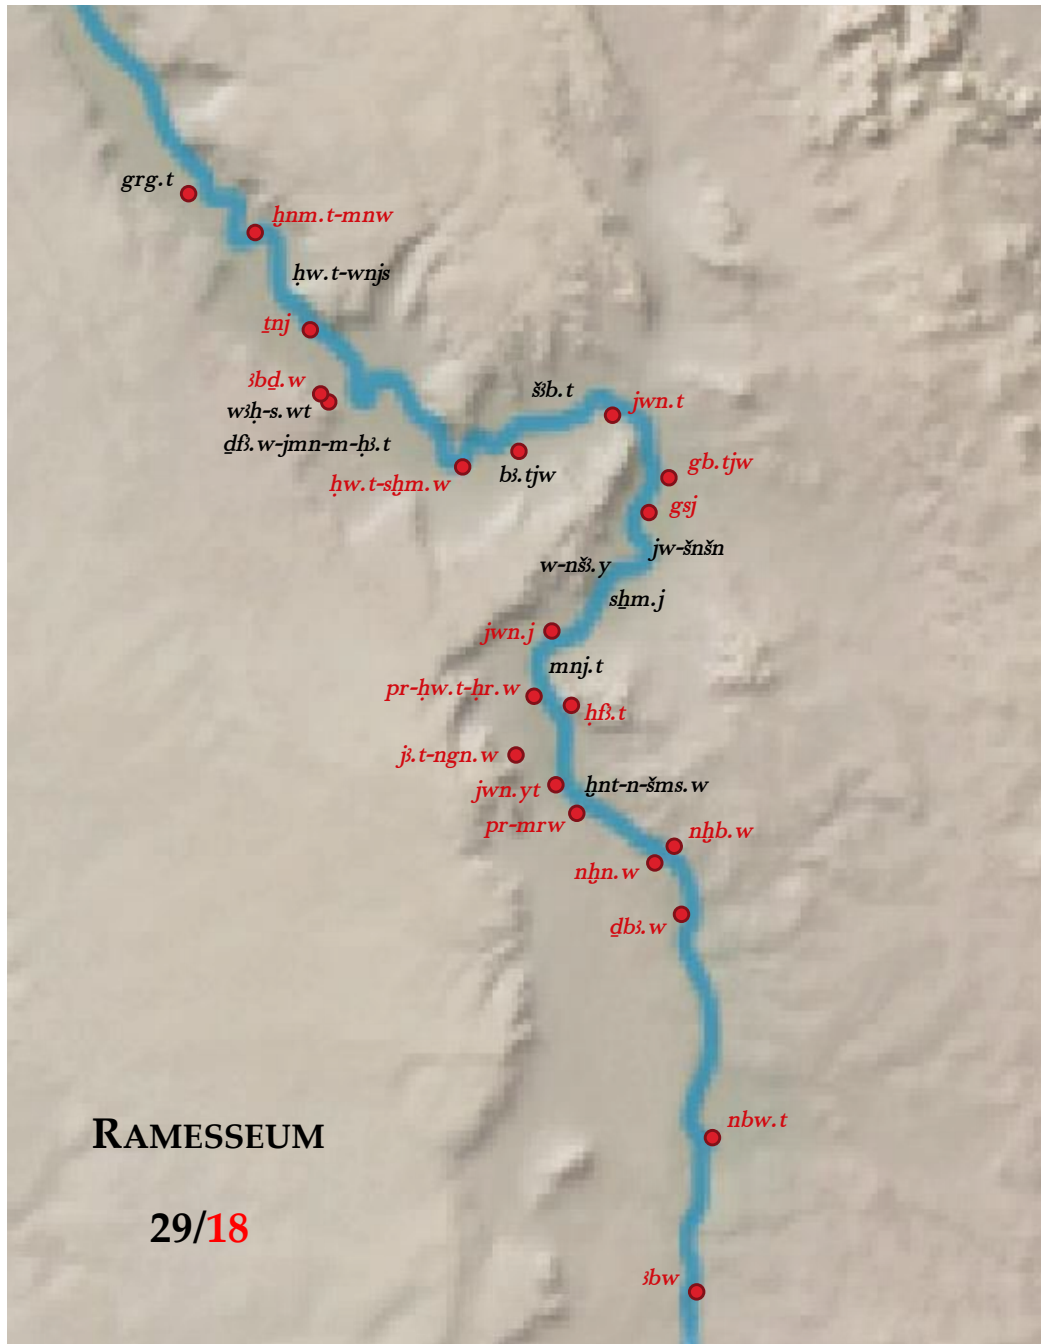 grg.t
ẖnm.t-mnw
ḥw.t-wnjs
ṯnj
ꜣbḏ.w
wꜣḥ-s.wt
ḏfꜣ.w-jmn-m-ḥꜣ.t
šꜣb.t
jwn.t
bꜣ.tjw
ḥw.t-sḫm.w
gb.tjw
gsj
jw-šnšn
w-nšꜣ.y
sẖm.j
jwn.j
mnj.t
pr-ḥw.t-ḥr.w
ḥfꜣ.t
jꜣ.t-ngn.w
jwn.yt
ḫnt-n-šms.w
pr-mrw
nḫb.w
nḫn.w
ḏbꜣ.w
nbw.t
RAMESSEUM
29/18
ꜣbw